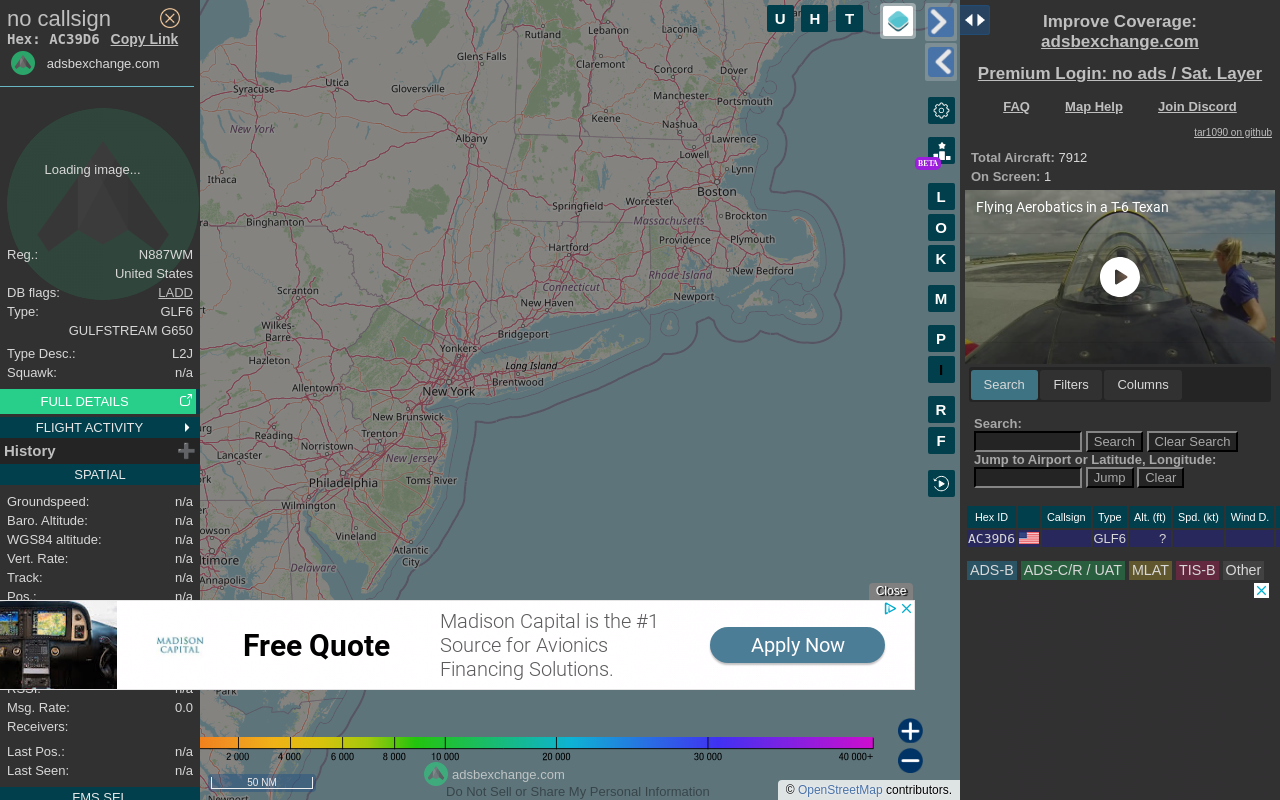 no callsign
Hex: AC39D6 Copy Link
adsbexchange.com
Loading image...
Reg.: N887WM
United States
DB flags: LADD
Type: GLF6
GULFSTREAM G650
Type Desc.: L2J
Squawk: n/a
FULL DETAILS
FLIGHT ACTIVITY
History
SPATIAL
Groundspeed: n/a
Baro. Altitude: n/a
WGS84 altitude: n/a
Vert. Rate: n/a
Track: n/a
Pos.: n/a
RSSI: n/a
Msg. Rate: 0.0
Receivers:
Last Pos.: n/a
Last Seen: n/a
FMS SEL
U H T
Rutland
Lebanon
Laconia
Glens Falls
Claremont
Concord
Dover
Utica
Gloversville
Syracuse
Manchester
Portsmouth
Keene
New York
Nashua
Albany
Lawrence
Lowell
Lynn
Ithaca
Boston
Worcester
Springfield
Binghamton
Massachusetts
Brockton
Hartford
Providence
Plymouth
Rhode Island
New Bedford
Scranton
Connecticut
Newport
New Haven
Wilkes-
Barre
Bridgeport
Yonkers
Hazleton
Long Island
Brentwood
Allentown
New York
New Brunswick
Reading
Trenton
Norristown
Lancaster
New Jersey
Philadelphia
Toms River
Wilmington
Vineland
Atlantic
City
Annapolis
Delaware
BETA
L
O
K
M
P
I
R
F
Close
MADISON
CAPITAL
Free Quote
Madison Capital is the #1
Source for Avionics
Financing Solutions.
Apply Now
Park
2 000 4 000 6 000 8 000 10 000 20 000 30 000 40 000+
50 NM
adsbexchange.com
Do Not Sell or Share My Personal Information
© OpenStreetMap contributors.
Newport
Improve Coverage:
adsbexchange.com
Premium Login: no ads / Sat. Layer
FAQ Map Help Join Discord
tar1090 on github
Total Aircraft: 7912
On Screen: 1
Flying Aerobatics in a T-6 Texan
Search Filters Columns
Search:
Search Clear Search
Jump to Airport or Latitude, Longitude:
Jump Clear
Hex ID Callsign Type Alt. (ft) Spd. (kt) Wind D.
AC39D6 GLF6 ?
ADS-B ADS-C/R / UAT MLAT TIS-B Other